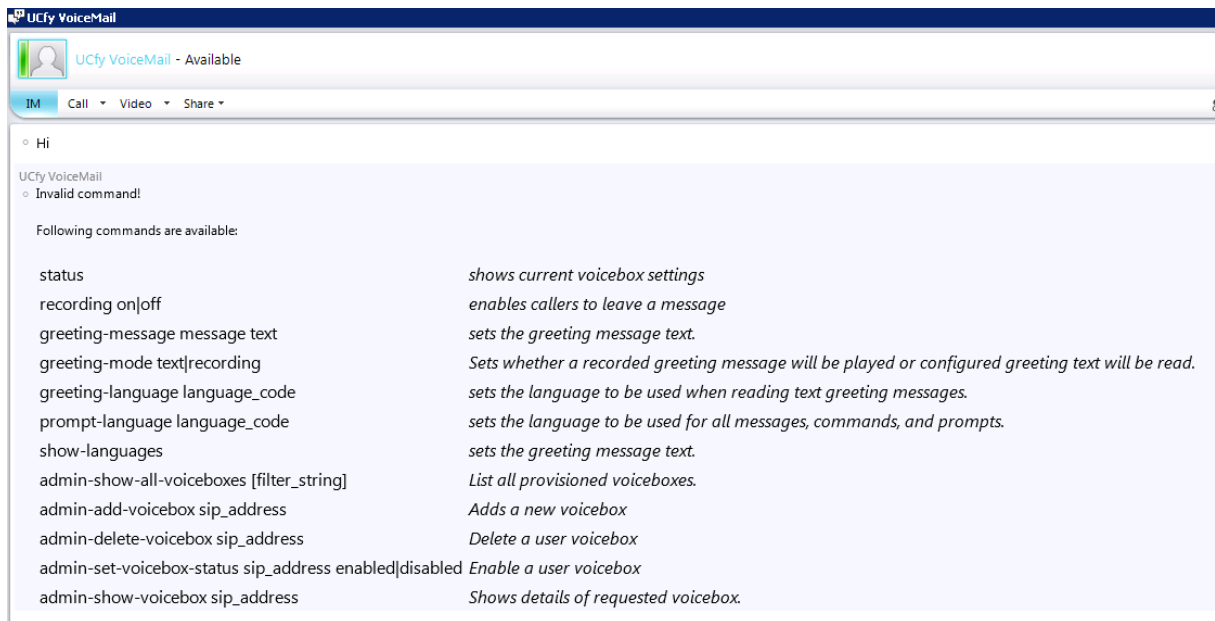 UCfy VoiceMail
UCfy VoiceMail - Available
IM Call Video Share
Hi
UCfy VoiceMail
Invalid command!
Following commands are available:
status shows current voicebox settings
recording on|off enables callers to leave a message
greeting-message message text sets the greeting message text.
greeting-mode text|recording Sets whether a recorded greeting message will be played or configured greeting text will be read.
greeting-language language_code sets the language to be used when reading text greeting messages.
prompt-language language_code sets the language to be used for all messages, commands, and prompts.
show-languages sets the greeting message text.
admin-show-all-voiceboxes [filter_string] List all provisioned voiceboxes.
admin-add-voicebox sip_address Adds a new voicebox
admin-delete-voicebox sip_address Delete a user voicebox
admin-set-voicebox-status sip_address enabled|disabled Enable a user voicebox
admin-show-voicebox sip_address Shows details of requested voicebox.